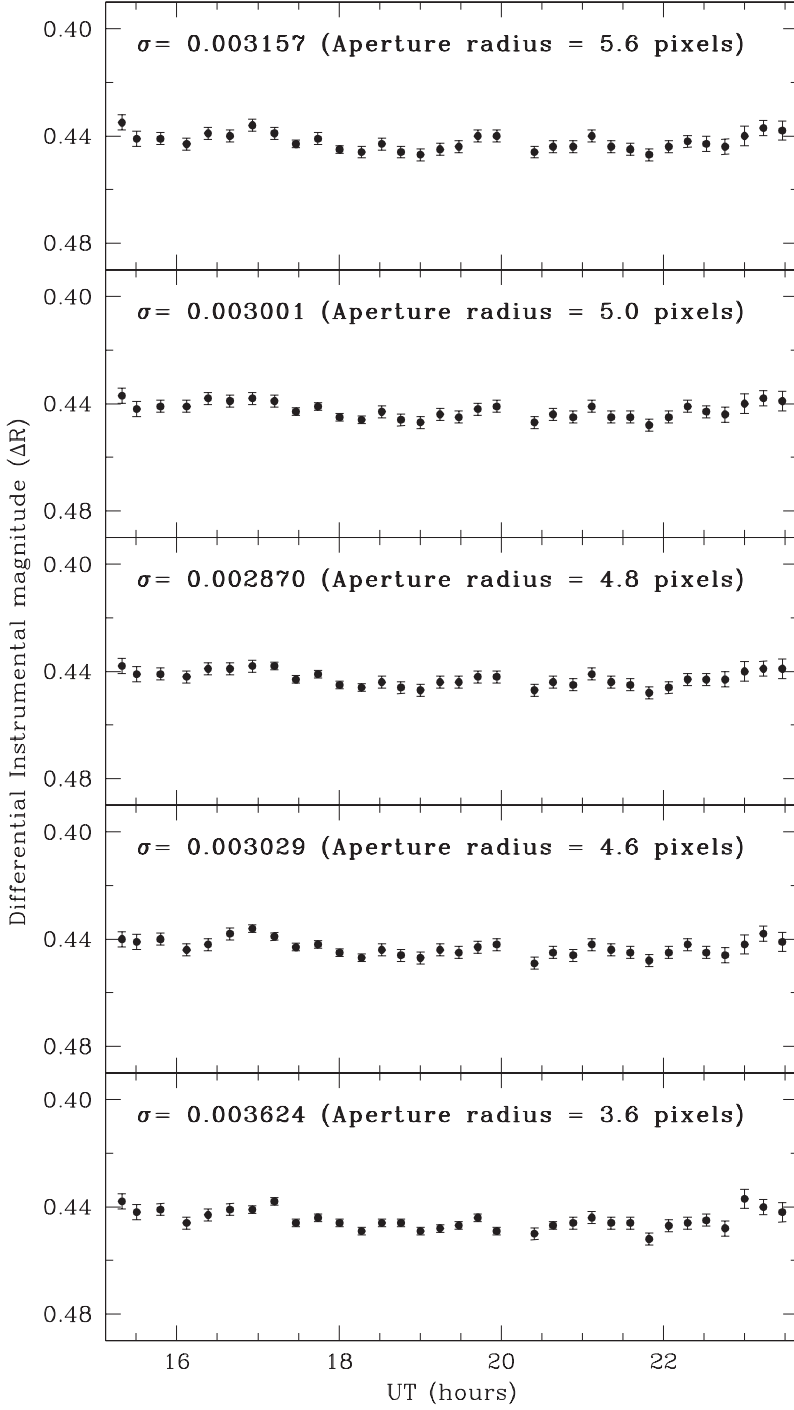 σ= 0.003157 (Aperture radius = 5.6 pixels)
0.40
0.44
0.48
σ= 0.003001 (Aperture radius = 5.0 pixels)
0.40
0.44
0.48
σ= 0.002870 (Aperture radius = 4.8 pixels)
0.40
0.44
0.48
σ= 0.003029 (Aperture radius = 4.6 pixels)
0.40
0.44
0.48
σ= 0.003624 (Aperture radius = 3.6 pixels)
0.40
0.44
0.48
16 18 20 22
UT (hours)
Differential Instrumental magnitude (ΔR)